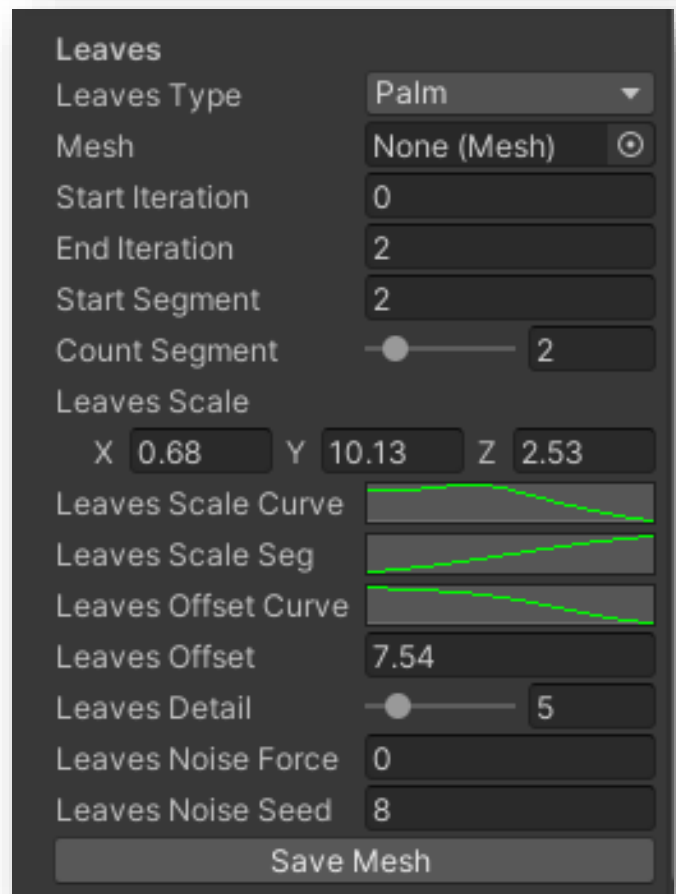 Leaves
Leaves Type Palm
Mesh None (Mesh)
Start Iteration 0
End Iteration 2
Start Segment 2
Count Segment 2
Leaves Scale
X 0.68 Y 10.13 Z 2.53
Leaves Scale Curve
Leaves Scale Seg
Leaves Offset Curve
Leaves Offset 7.54
Leaves Detail 5
Leaves Noise Force 0
Leaves Noise Seed 8
Save Mesh